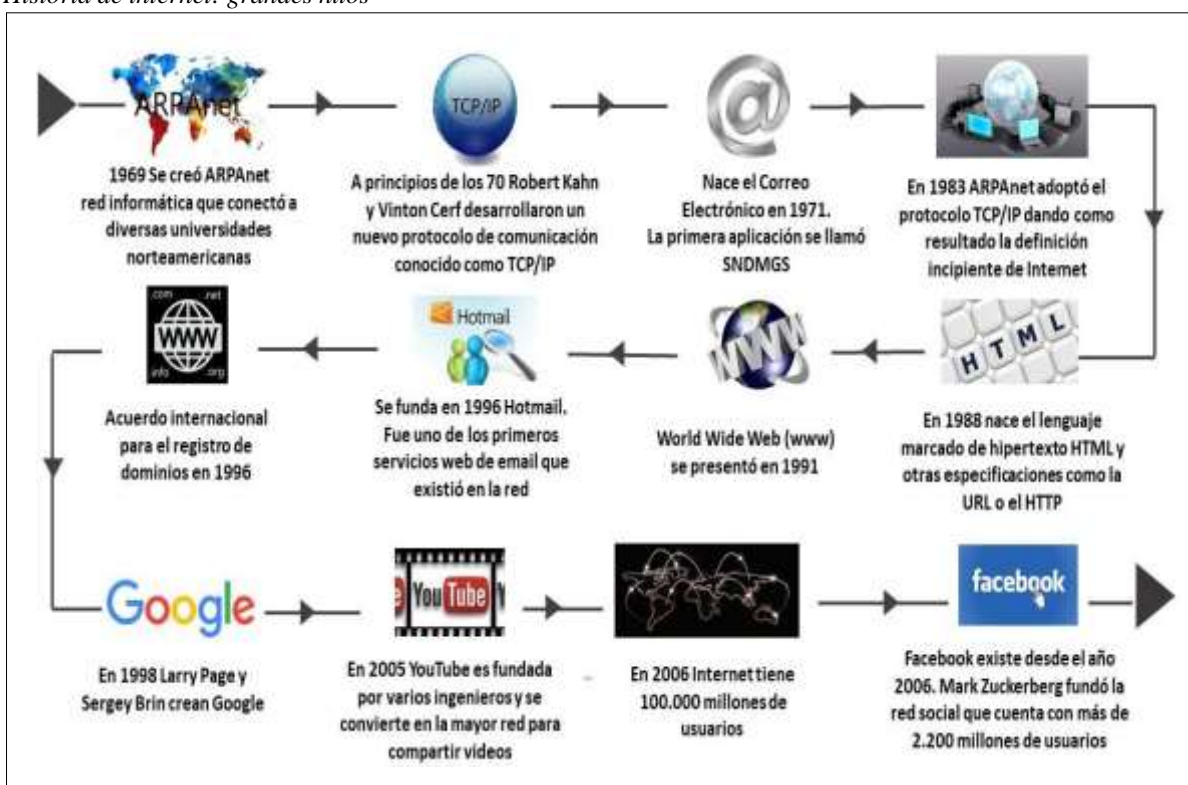 Historia de internet: grandes hitos
ARPAnet
1969 Se creó ARPAnet
red informática que conectó a
diversas universidades
norteamericanas
TCP/IP
A principios de los 70 Robert Kahn
y Vinton Cerf desarrollaron un
nuevo protocolo de comunicación
conocido como TCP/IP
@
Nace el Correo
Electrónico en 1971.
La primera aplicación se llamó
SNDMGS
En 1983 ARPAnet adoptó el
protocolo TCP/IP dando como
resultado la definición
incipiente de Internet
HTML
En 1988 nace el lenguaje
marcado de hipertexto HTML y
otras especificaciones como la
URL o el HTTP
WWW
World Wide Web (www)
se presentó en 1991
Hotmail
Se funda en 1996 Hotmail.
Fue uno de los primeros
servicios web de email que
existió en la red
.com .net
WWW
info .org
Acuerdo internacional
para el registro de
dominios en 1996
Google
En 1998 Larry Page y
Sergey Brin crean Google
YouTube
En 2005 YouTube es fundada
por varios ingenieros y se
convierte en la mayor red para
compartir videos
En 2006 Internet tiene
100.000 millones de
usuarios
facebook
Facebook existe desde el año
2006. Mark Zuckerberg fundó la
red social que cuenta con más de
2.200 millones de usuarios